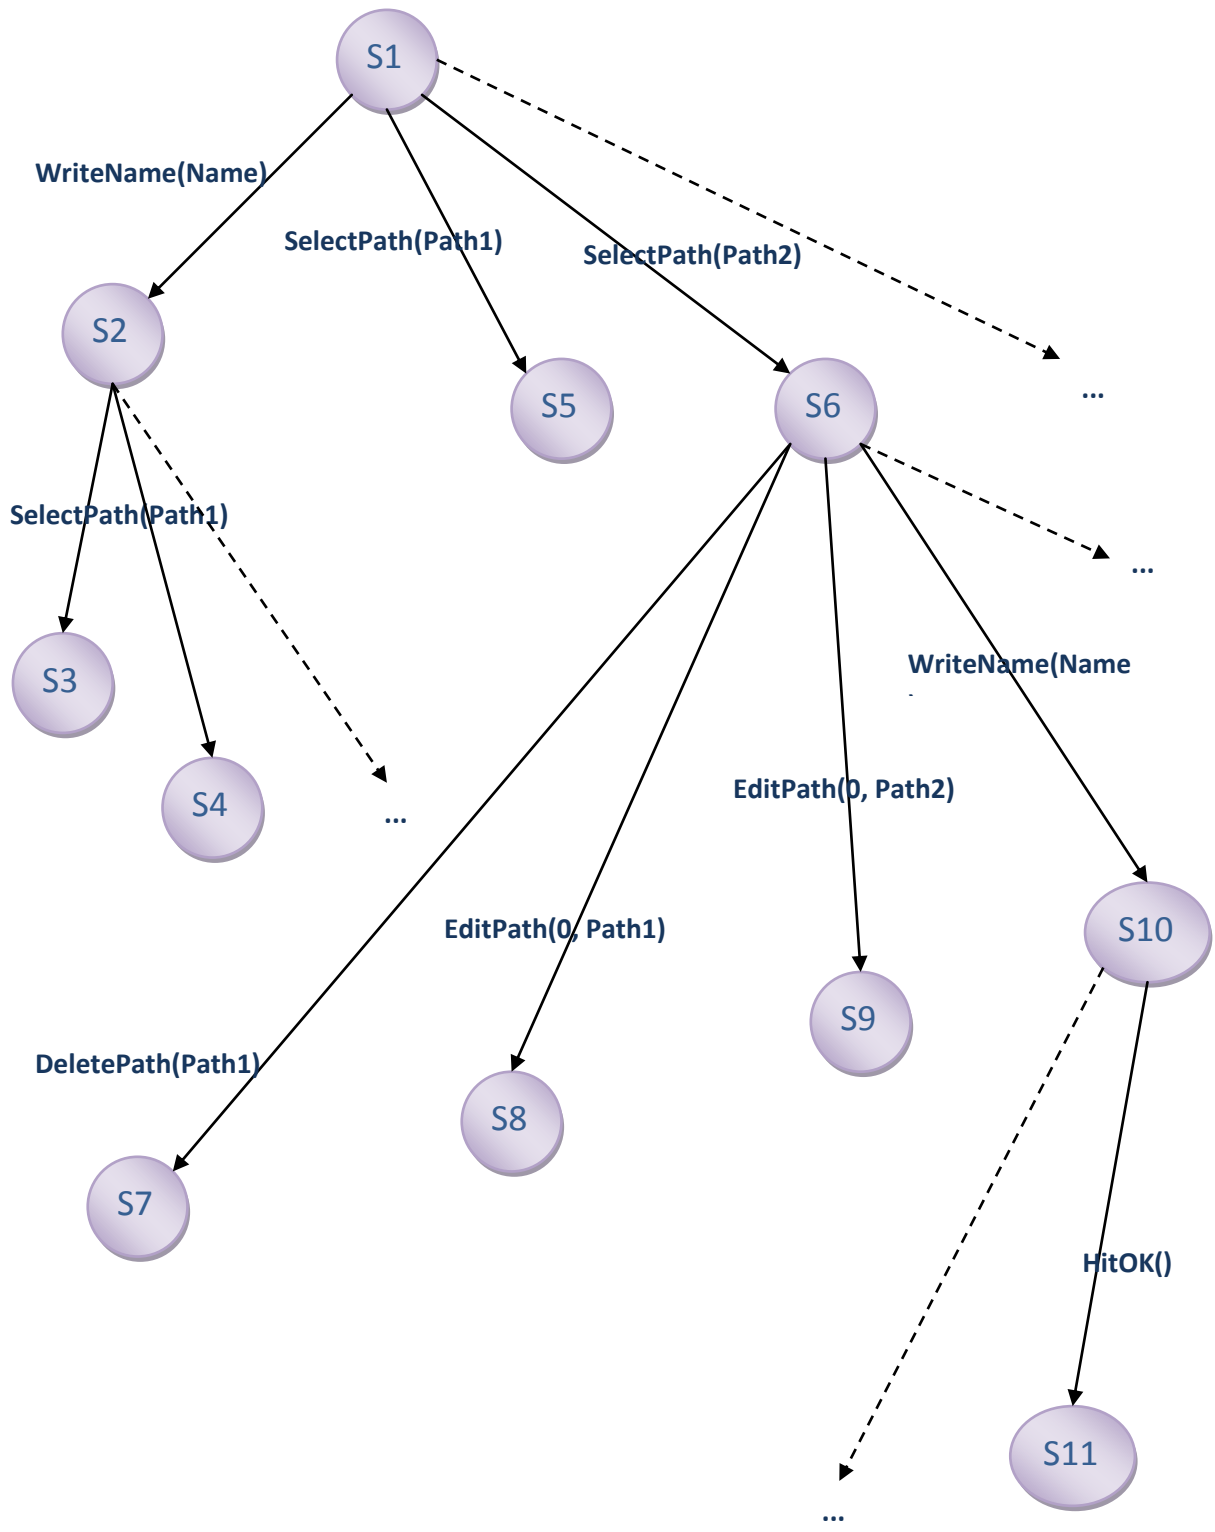 S1
WriteName(Name)
SelectPath(Path1)
SelectPath(Path2)
S2
S5
S6
...
SelectPath(Path1)
...
S3
WriteName(Name
S4
...
EditPath(0, Path2)
EditPath(0, Path1)
S10
S9
DeletePath(Path1)
S8
S7
HitOK()
S11
...